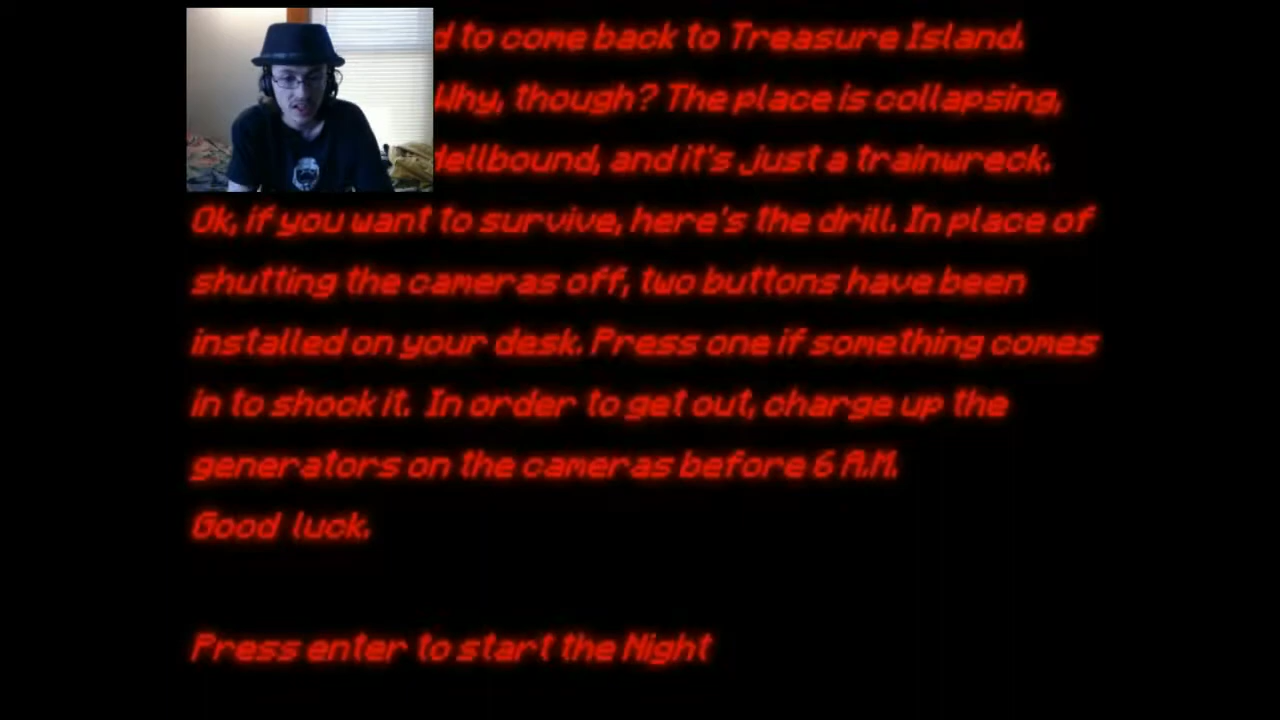 d to come back to Treasure Island.
Why, though? The place is collapsing,
dellbound, and it's just a trainwreck.
Ok, if you want to survive, here's the drill. In place of
shutting the cameras off, two buttons have been
installed on your desk. Press one if something comes
in to shock it. In order to get out, charge up the
generators on the cameras before 6 A.M.
Good luck.
Press enter to start the Night